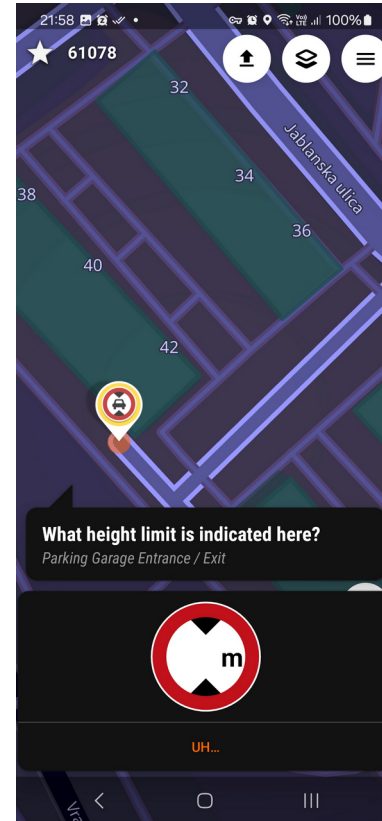 21:58
100%
61078
32
Jablanska ulica
34
38
36
40
42
What height limit is indicated here?
Parking Garage Entrance / Exit
m
UH...
Vra